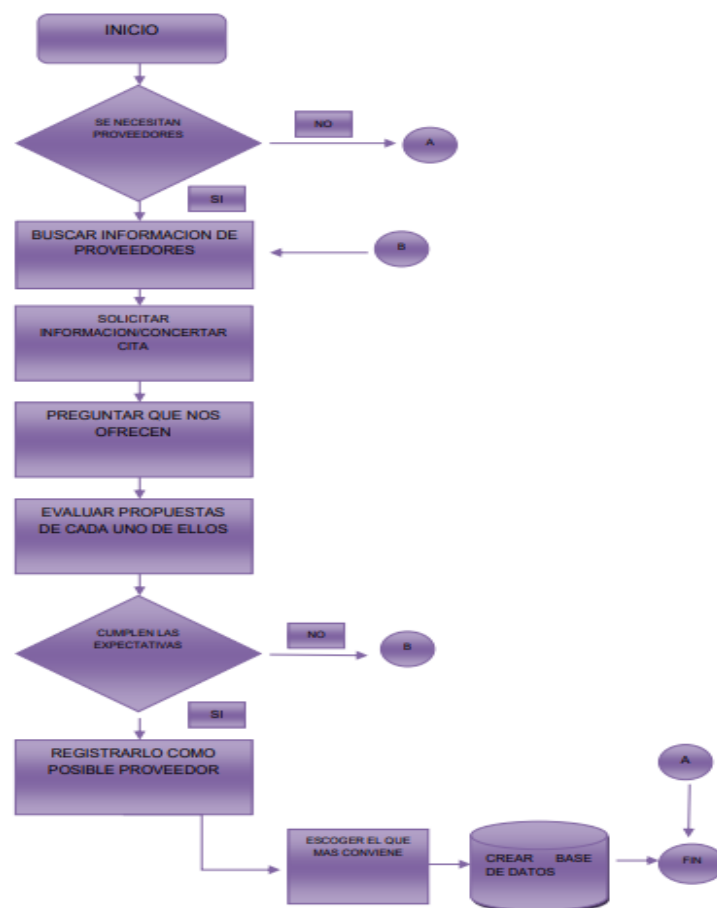 INICIO
SE NECESITAN
PROVEEDORES
NO
A
SI
BUSCAR INFORMACION DE
PROVEEDORES
B
SOLICITAR
INFORMACION/CONCERTAR
CITA
PREGUNTAR QUE NOS
OFRECEN
EVALUAR PROPUESTAS
DE CADA UNO DE ELLOS
CUMPLEN LAS
EXPECTATIVAS
NO
B
SI
REGISTRARLO COMO
POSIBLE PROVEEDOR
A
ESCOGER EL QUE
MAS CONVIENE
CREAR BASE
DE DATOS
FIN